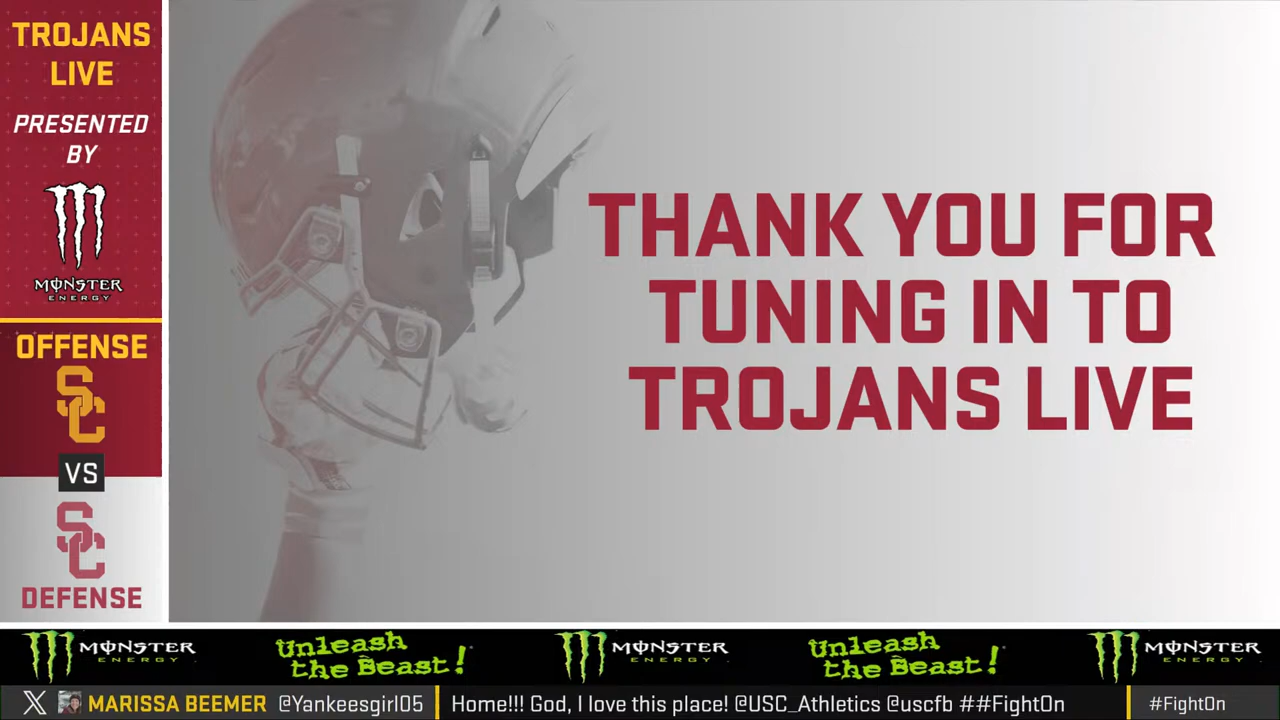 TROJANS
LIVE
PRESENTED
BY
MONSTER
ENERGY
OFFENSE
SC
VS
SC
DEFENSE
THANK YOU FOR
TUNING IN TO
TROJANS LIVE
MONSTER
ENERGY
Unleash
the Beast!
MONSTER
ENERGY
Unleash
the Beast!
MONSTER
ENERGY
X MARISSA BEEMER @Yankeesgirl05 Home!!! God, I love this place! @USC_Athletics @uscfb ##FightOn #FightOn